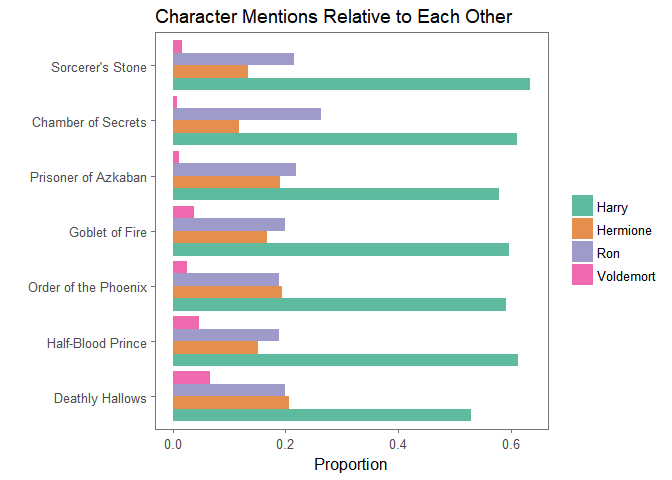 Character Mentions Relative to Each Other
Sorcerer's Stone
Chamber of Secrets
Prisoner of Azkaban
Goblet of Fire
Order of the Phoenix
Half-Blood Prince
Deathly Hallows
Harry
Hermione
Ron
Voldemort
0.0 0.2 0.4 0.6
Proportion